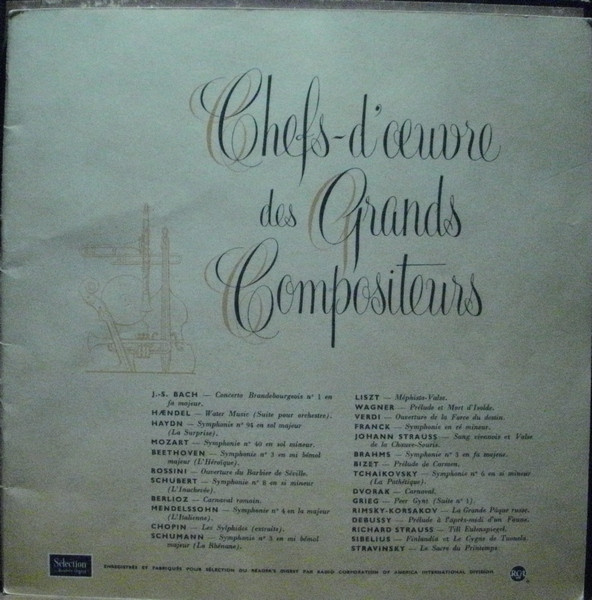 Chefs-d'œuvre
des Grands
Compositeurs
J.-S. BACH — Concerto Brandebourgeois n° 1 en
fa majeur.
HÆNDEL — Water Music (Suite pour orchestre).
HAYDN — Symphonie n° 94 en sol majeur
(La Surprise).
MOZART — Symphonie n° 40 en sol mineur.
BEETHOVEN — Symphonie n° 3 en mi bémol
majeur (L'Héroïque).
ROSSINI — Ouverture du Barbier de Séville.
SCHUBERT — Symphonie n° 8 en si mineur
(L'Inachevée).
BERLIOZ — Carnaval romain.
MENDELSSOHN — Symphonie n° 4 en la majeur
(L'Italienne).
CHOPIN — Les Sylphides (extraits).
SCHUMANN — Symphonie n° 3 en mi bémol
majeur (La Rhénane).
LISZT — Méphisto-Valse.
WAGNER — Prélude et Mort d'Isolde.
VERDI — Ouverture de la Force du destin.
FRANCK — Symphonie en ré mineur.
JOHANN STRAUSS — Sang viennois et Valse
de la Chauve-Souris.
BRAHMS — Symphonie n° 3 en fa majeur.
BIZET — Prélude de Carmen.
TCHAÏKOVSKY — Symphonie n° 6 en si mineur
(La Pathétique).
DVORAK — Carnaval.
GRIEG — Peer Gynt (Suite n° 1).
RIMSKY-KORSAKOV — La Grande Pâque russe.
DEBUSSY — Prélude à l'après-midi d'un Faune.
RICHARD STRAUSS — Till Eulenspiegel.
SIBELIUS — Finlandia et Le Cygne de Tuonela.
STRAVINSKY — Le Sacre du Printemps
Sélection
du Reader's Digest
ENREGISTRÉS ET FABRIQUÉS POUR SÉLECTION DU READER'S DIGEST PAR RADIO CORPORATION OF AMERICA INTERNATIONAL DIVISION
RCA